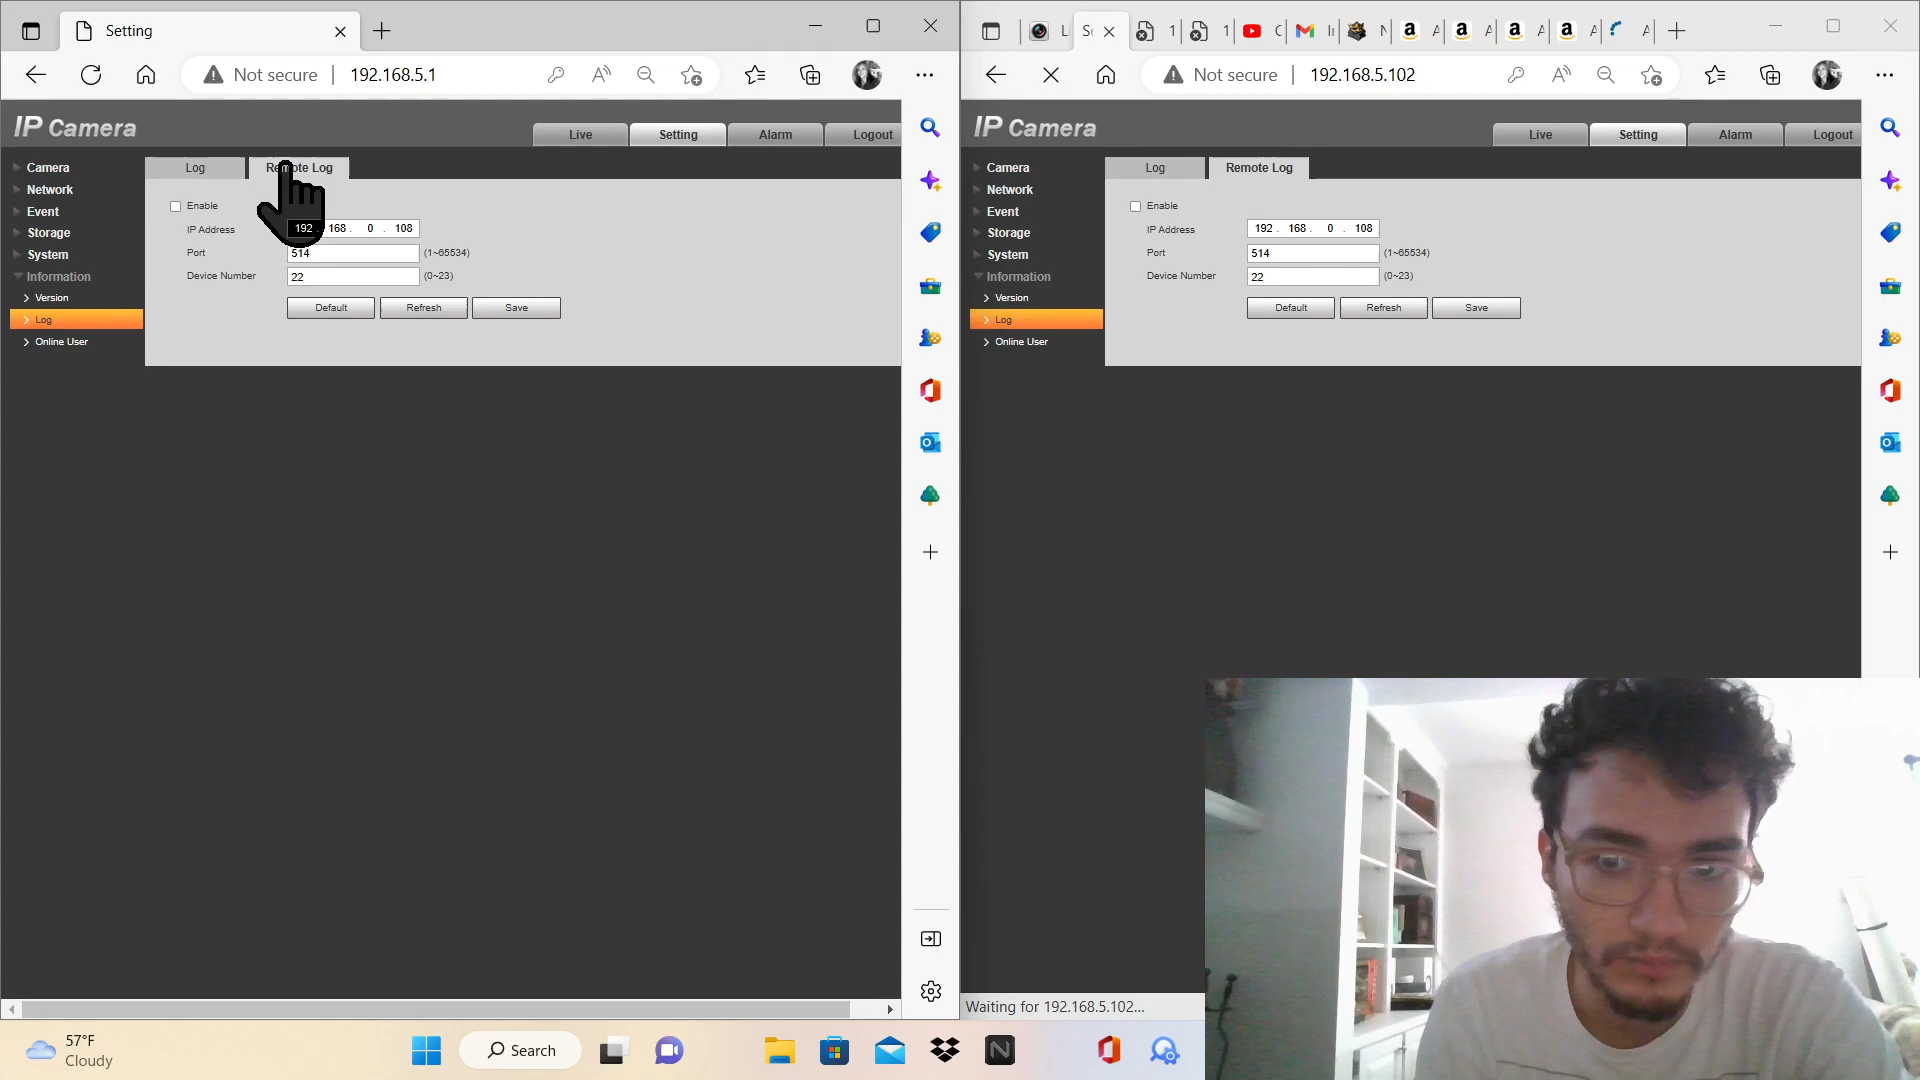 Setting
Not secure 192.168.5.1
IP Camera
Live Setting Alarm Logout
Camera
Network
Event
Storage
System
Information
Version
Log
Online User
Log Remote Log
Enable
IP Address 192 . 168 . 0 . 108
Port 514 (1~65534)
Device Number 22 (0~23)
Default Refresh Save
Not secure 192.168.5.102
IP Camera
Live Setting Alarm Logout
Camera
Network
Event
Storage
System
Information
Version
Log
Online User
Log Remote Log
Enable
IP Address 192 . 168 . 0 . 108
Port 514 (1~65534)
Device Number 22 (0~23)
Default Refresh Save
Waiting for 192.168.5.102...
57°F
Cloudy
Search